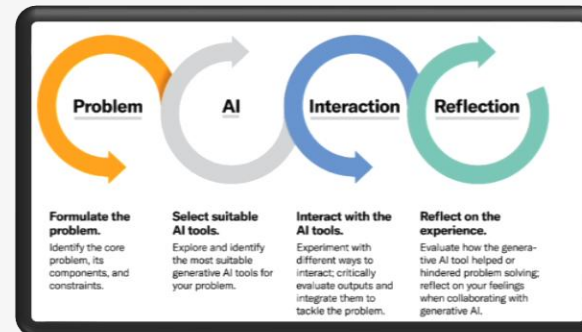 Problem
AI
Interaction
Reflection
Formulate the
problem.
Identify the core
problem, its
components, and
constraints.
Select suitable
AI tools.
Explore and identify
the most suitable
generative AI tools for
your problem.
Interact with the
AI tools.
Experiment with
different ways to
interact; critically
evaluate outputs and
integrate them to
tackle the problem.
Reflect on the
experience.
Evaluate how the genera-
tive AI tool helped or
hindered problem solving;
reflect on your feelings
when collaborating with
generative AI.